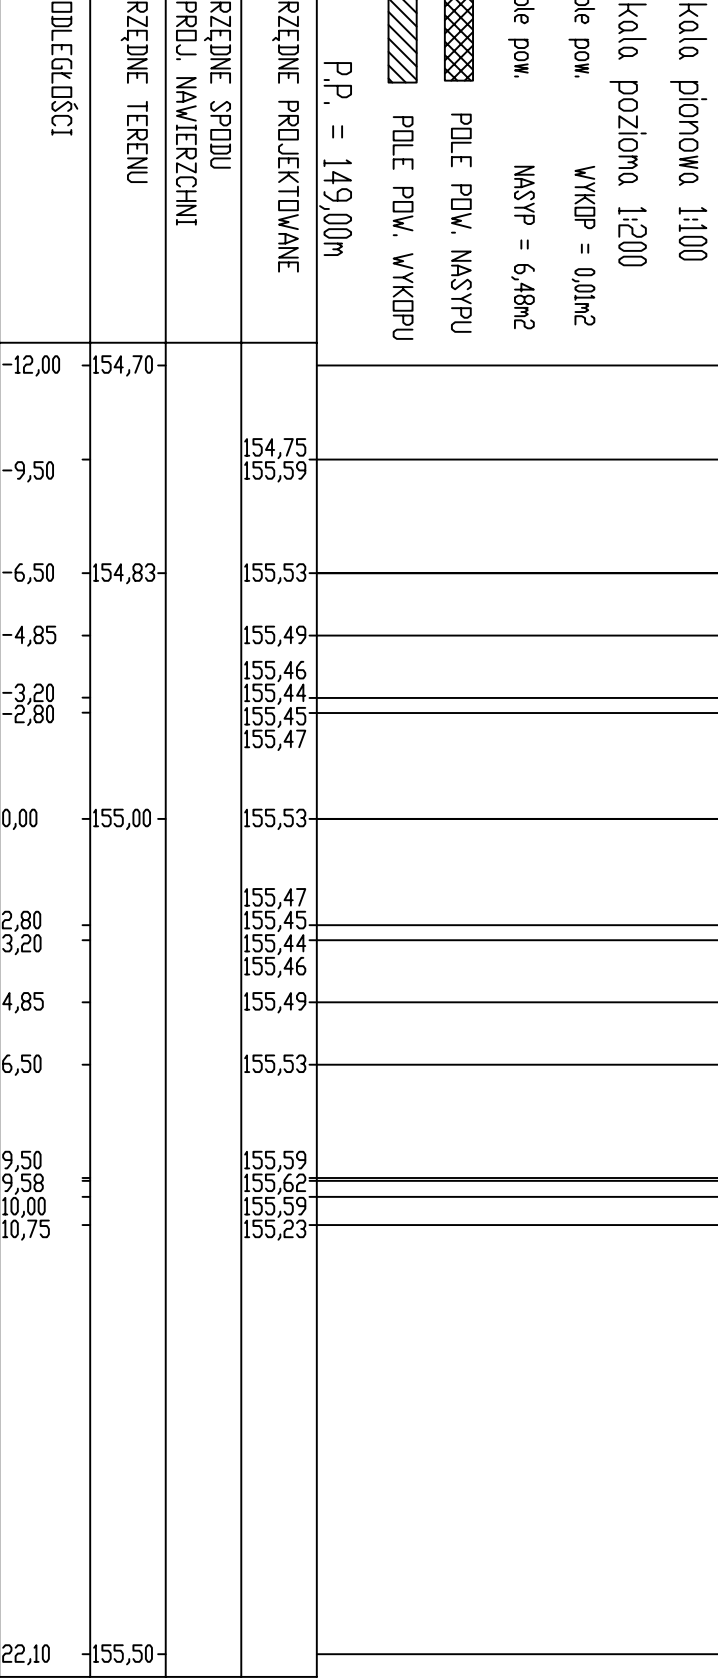 kala pionowa 1:100
kala pozioma 1:200
ole pow. WYKOP = 0,01m2
ole pow. NASYP = 6,48m2
POLE POW. NASYPU
POLE POW. WYKOPU
P.P. = 149,00m
RZĘDNE PROJEKTOWANE
RZĘDNE SPODU
PROJ. NAWIERZCHNI
RZĘDNE TERENU
ODLEGŁOŚCI
-12,00 154,70
154,75
-9,50 155,59
-6,50 154,83 155,53
-4,85 155,49
155,46
-3,20 155,44
-2,80 155,45
155,47
0,00 155,00 155,53
155,47
2,80 155,45
3,20 155,44
155,46
4,85 155,49
6,50 155,53
9,50 155,59
9,58 155,62
10,00 155,59
10,75 155,23
22,10 155,50